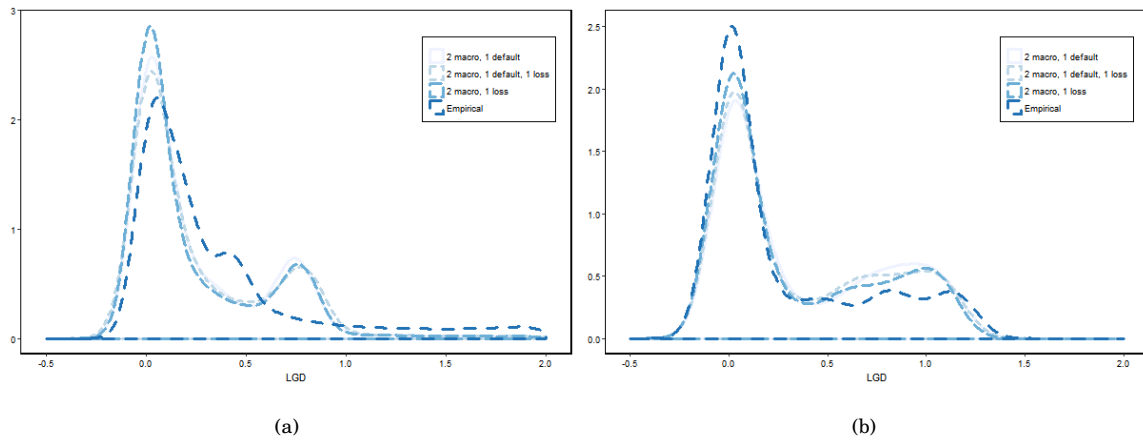 3
2
1
0
-0.5
0.0
0.5
1.0
1.5
2.0
LGD
2 macro, 1 default
2 macro, 1 default, 1 loss
2 macro, 1 loss
Empirical
(a)
2.5
2.0
1.5
1.0
0.5
0.0
-0.5
0.0
0.5
1.0
1.5
2.0
LGD
2 macro, 1 default
2 macro, 1 default, 1 loss
2 macro, 1 loss
Empirical
(b)